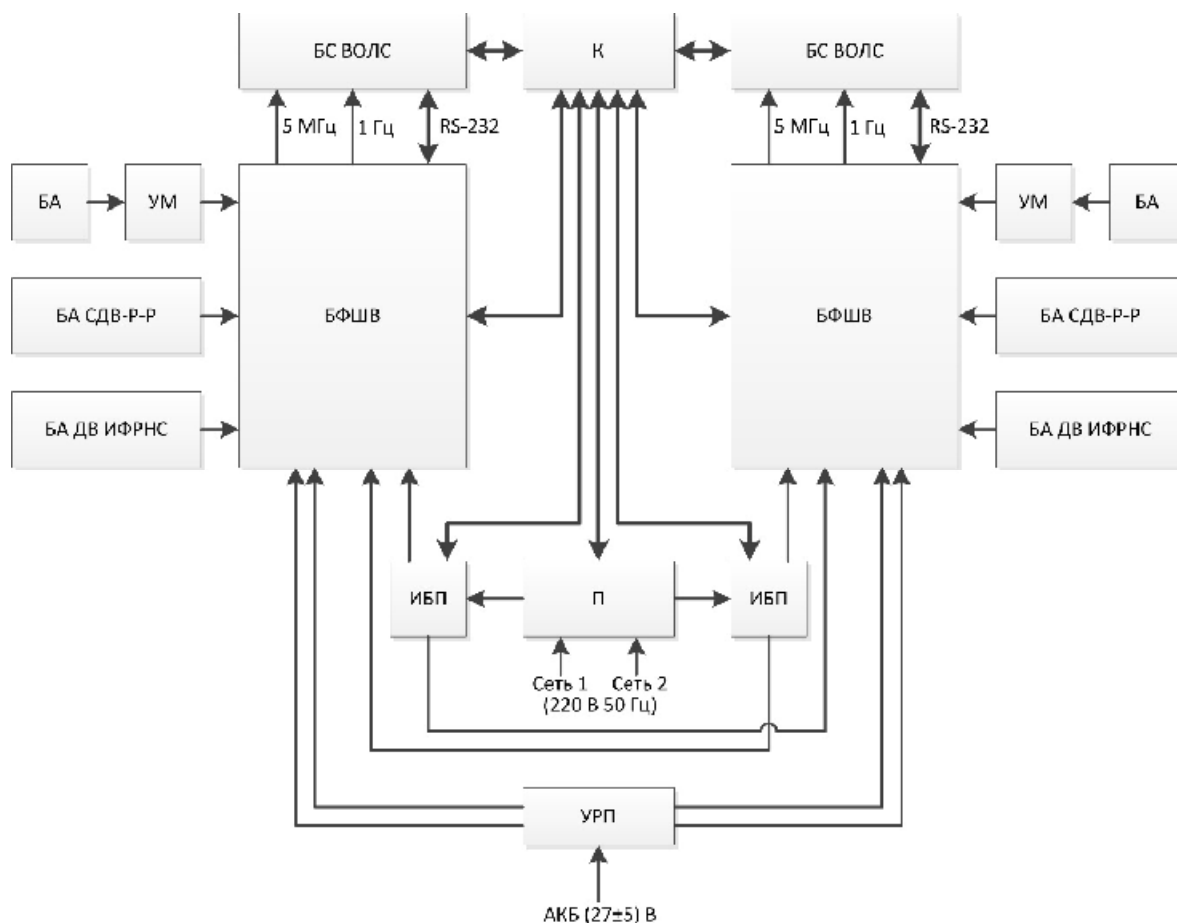 БС ВОЛС
К
БС ВОЛС
5 МГц
1 Гц
RS-232
5 МГц
1 Гц
RS-232
БА
УМ
УМ
БА
БФШВ
БФШВ
БА СДВ-Р-Р
БА СДВ-Р-Р
БА ДВ ИФРНС
БА ДВ ИФРНС
ИБП
П
ИБП
Сеть 1
Сеть 2
(220 В 50 Гц)
УРП
АКБ (27±5) В